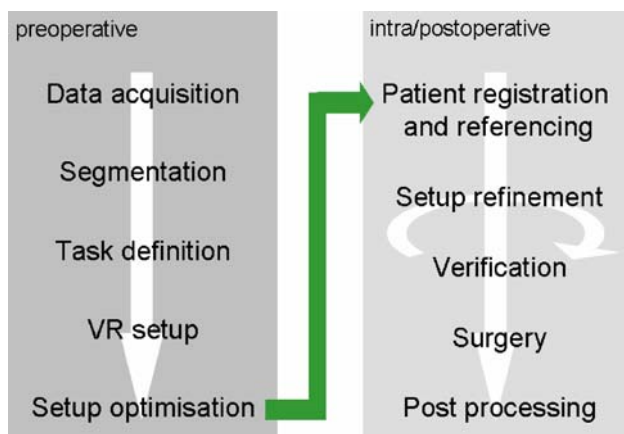 preoperative
Data acquisition
Segmentation
Task definition
VR setup
Setup optimisation
intra/postoperative
Patient registration
and referencing
Setup refinement
Verification
Surgery
Post processing